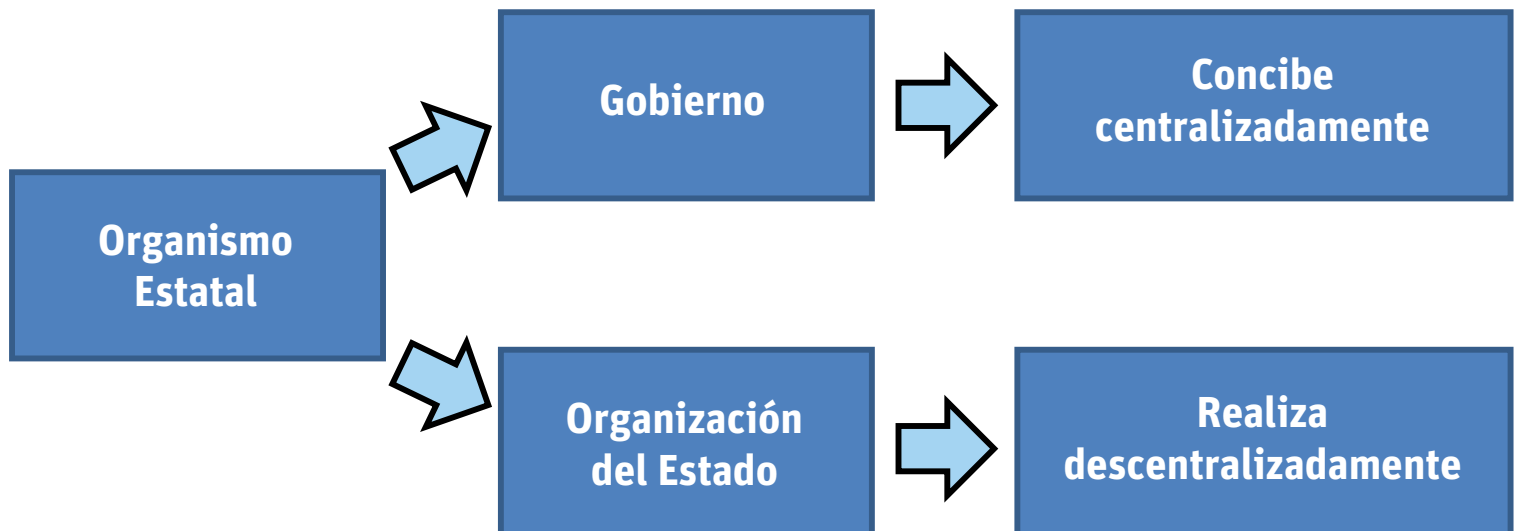 Organismo
Estatal
Gobierno
Concibe
centralizadamente
Organización
del Estado
Realiza
descentralizadamente